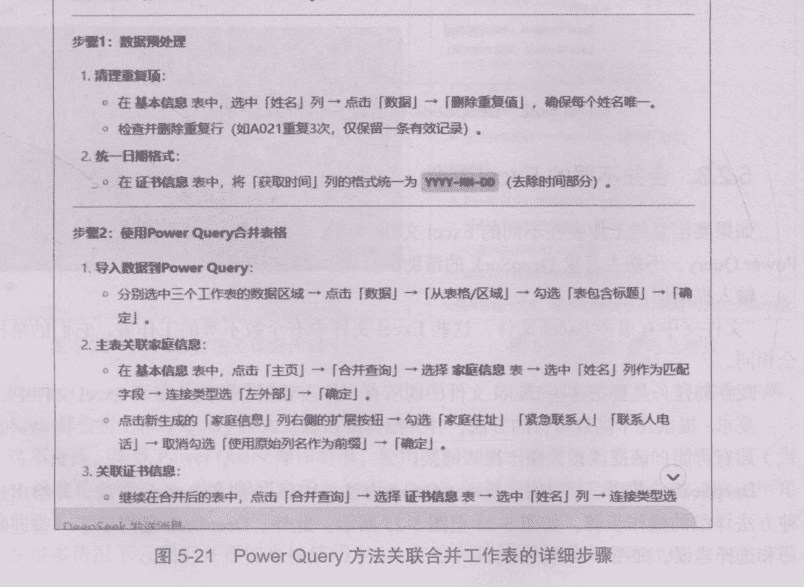 步骤1：数据预处理
1. 清理重复项：
◦ 在 基本信息 表中，选中「姓名」列 → 点击「数据」→「删除重复值」，确保每个姓名唯一。
◦ 检查并删除重复行（如A021重复3次，仅保留一条有效记录）。
2. 统一日期格式：
◦ 在 证书信息 表中，将「获取时间」列的格式统一为 YYYY-MM-DD （去除时间部分）。
步骤2：使用Power Query合并表格
1. 导入数据到Power Query：
◦ 分别选中三个工作表的数据区域 → 点击「数据」→「从表格/区域」→ 勾选「表包含标题」→「确
定」。
2. 主表关联家庭信息：
◦ 在 基本信息 表中，点击「主页」→「合并查询」→ 选择 家庭信息 表 → 选中「姓名」列作为匹配
字段 → 连接类型选「左外部」→「确定」。
◦ 点击新生成的「家庭信息」列右侧的扩展按钮 → 勾选「家庭住址」「紧急联系人」「联系人电
话」→ 取消勾选「使用原始列名作为前缀」→「确定」。
3. 关联证书信息：
◦ 继续在合并后的表中，点击「合并查询」→ 选择 证书信息 表 → 选中「姓名」列 → 连接类型选
DeepSeek
图 5-21 Power Query 方法关联合并工作表的详细步骤